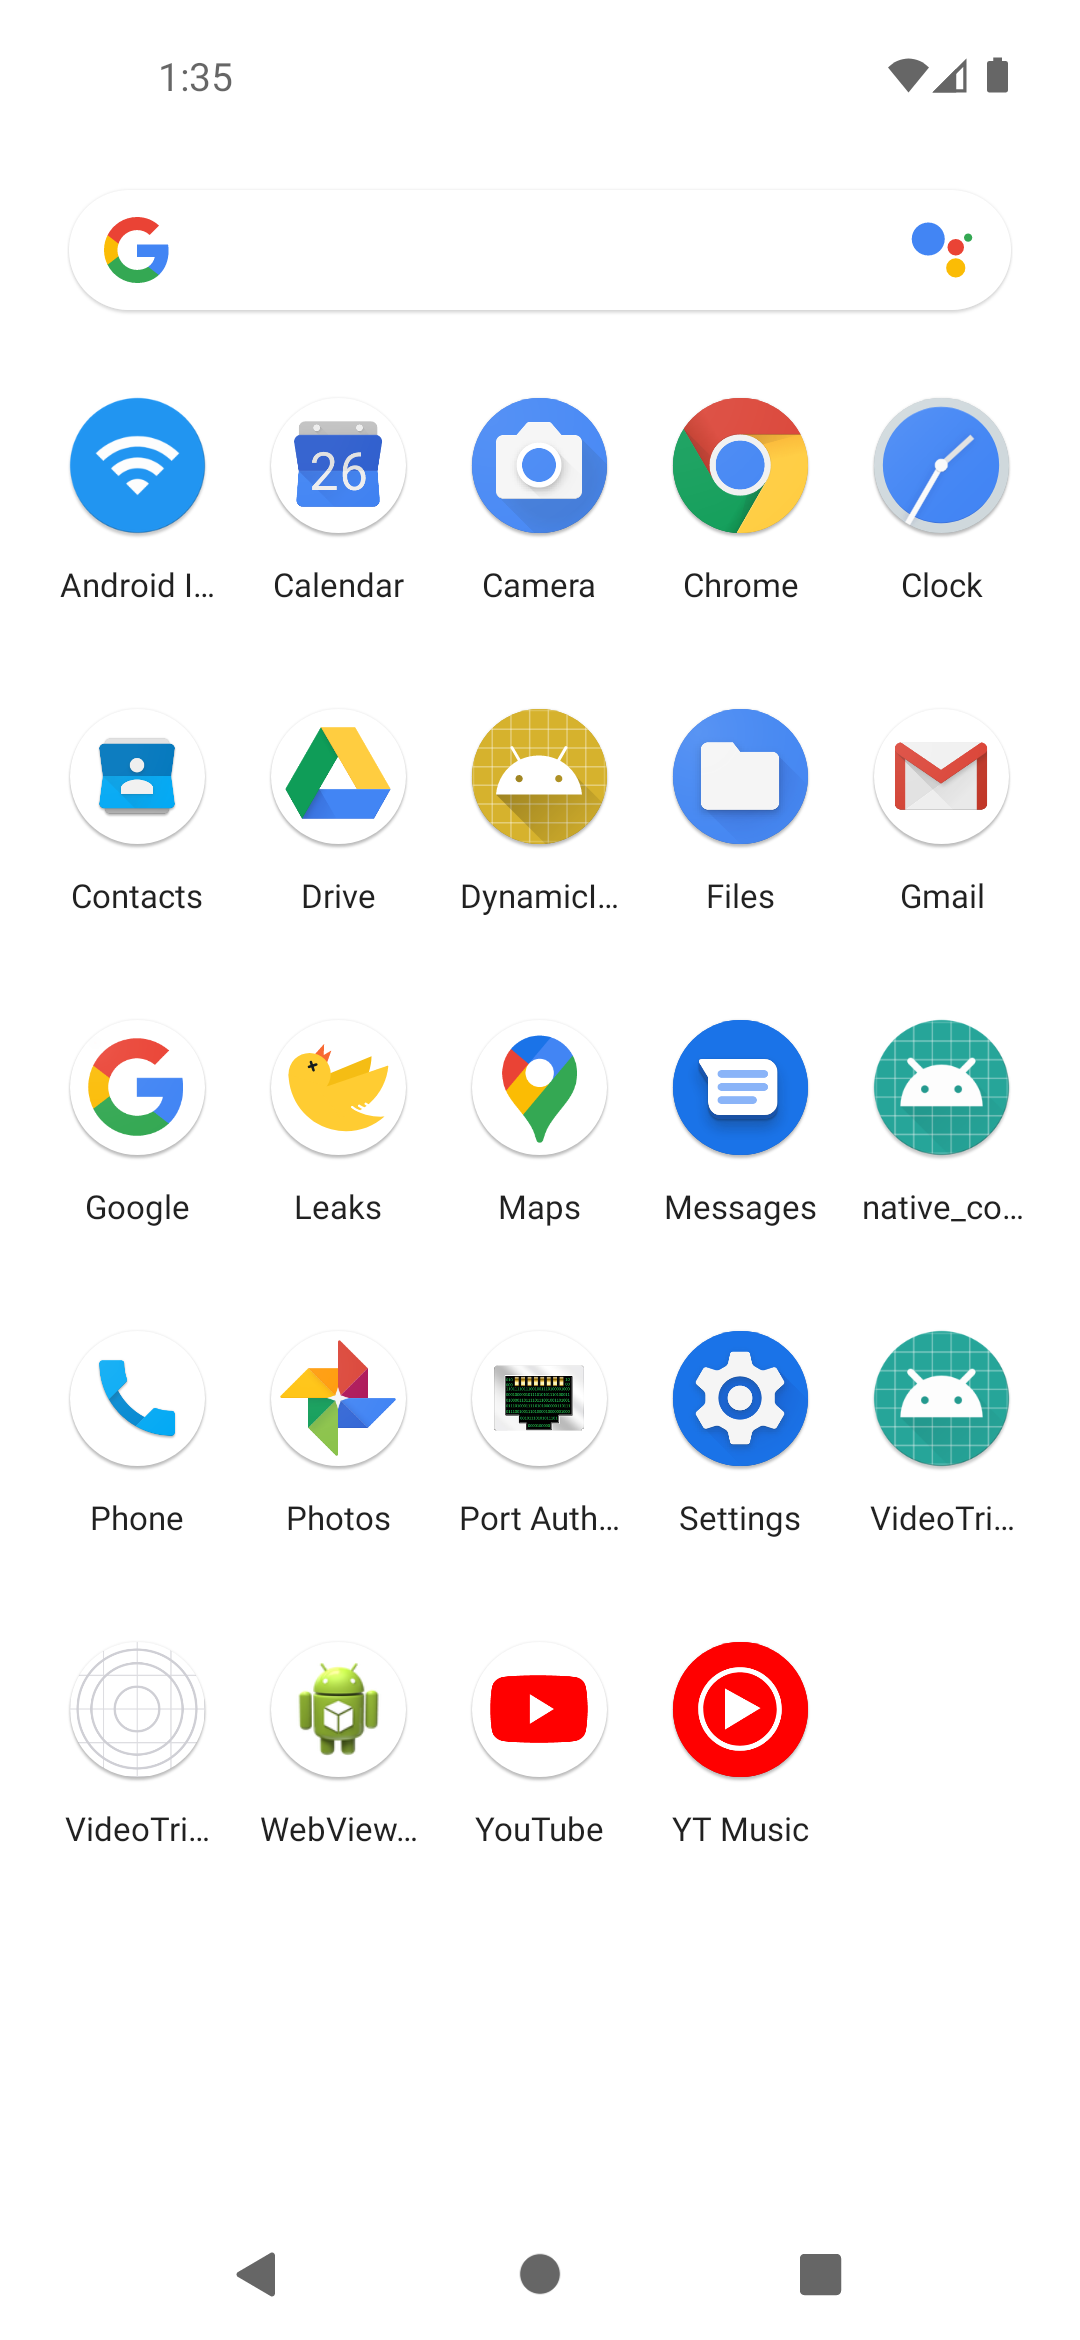 1:35
26
Android I...
Calendar
Camera
Chrome
Clock
Contacts
Drive
DynamicI...
Files
Gmail
Google
Leaks
Maps
Messages
native_co...
Phone
Photos
Port Auth...
Settings
VideoTri...
VideoTri...
WebView...
YouTube
YT Music